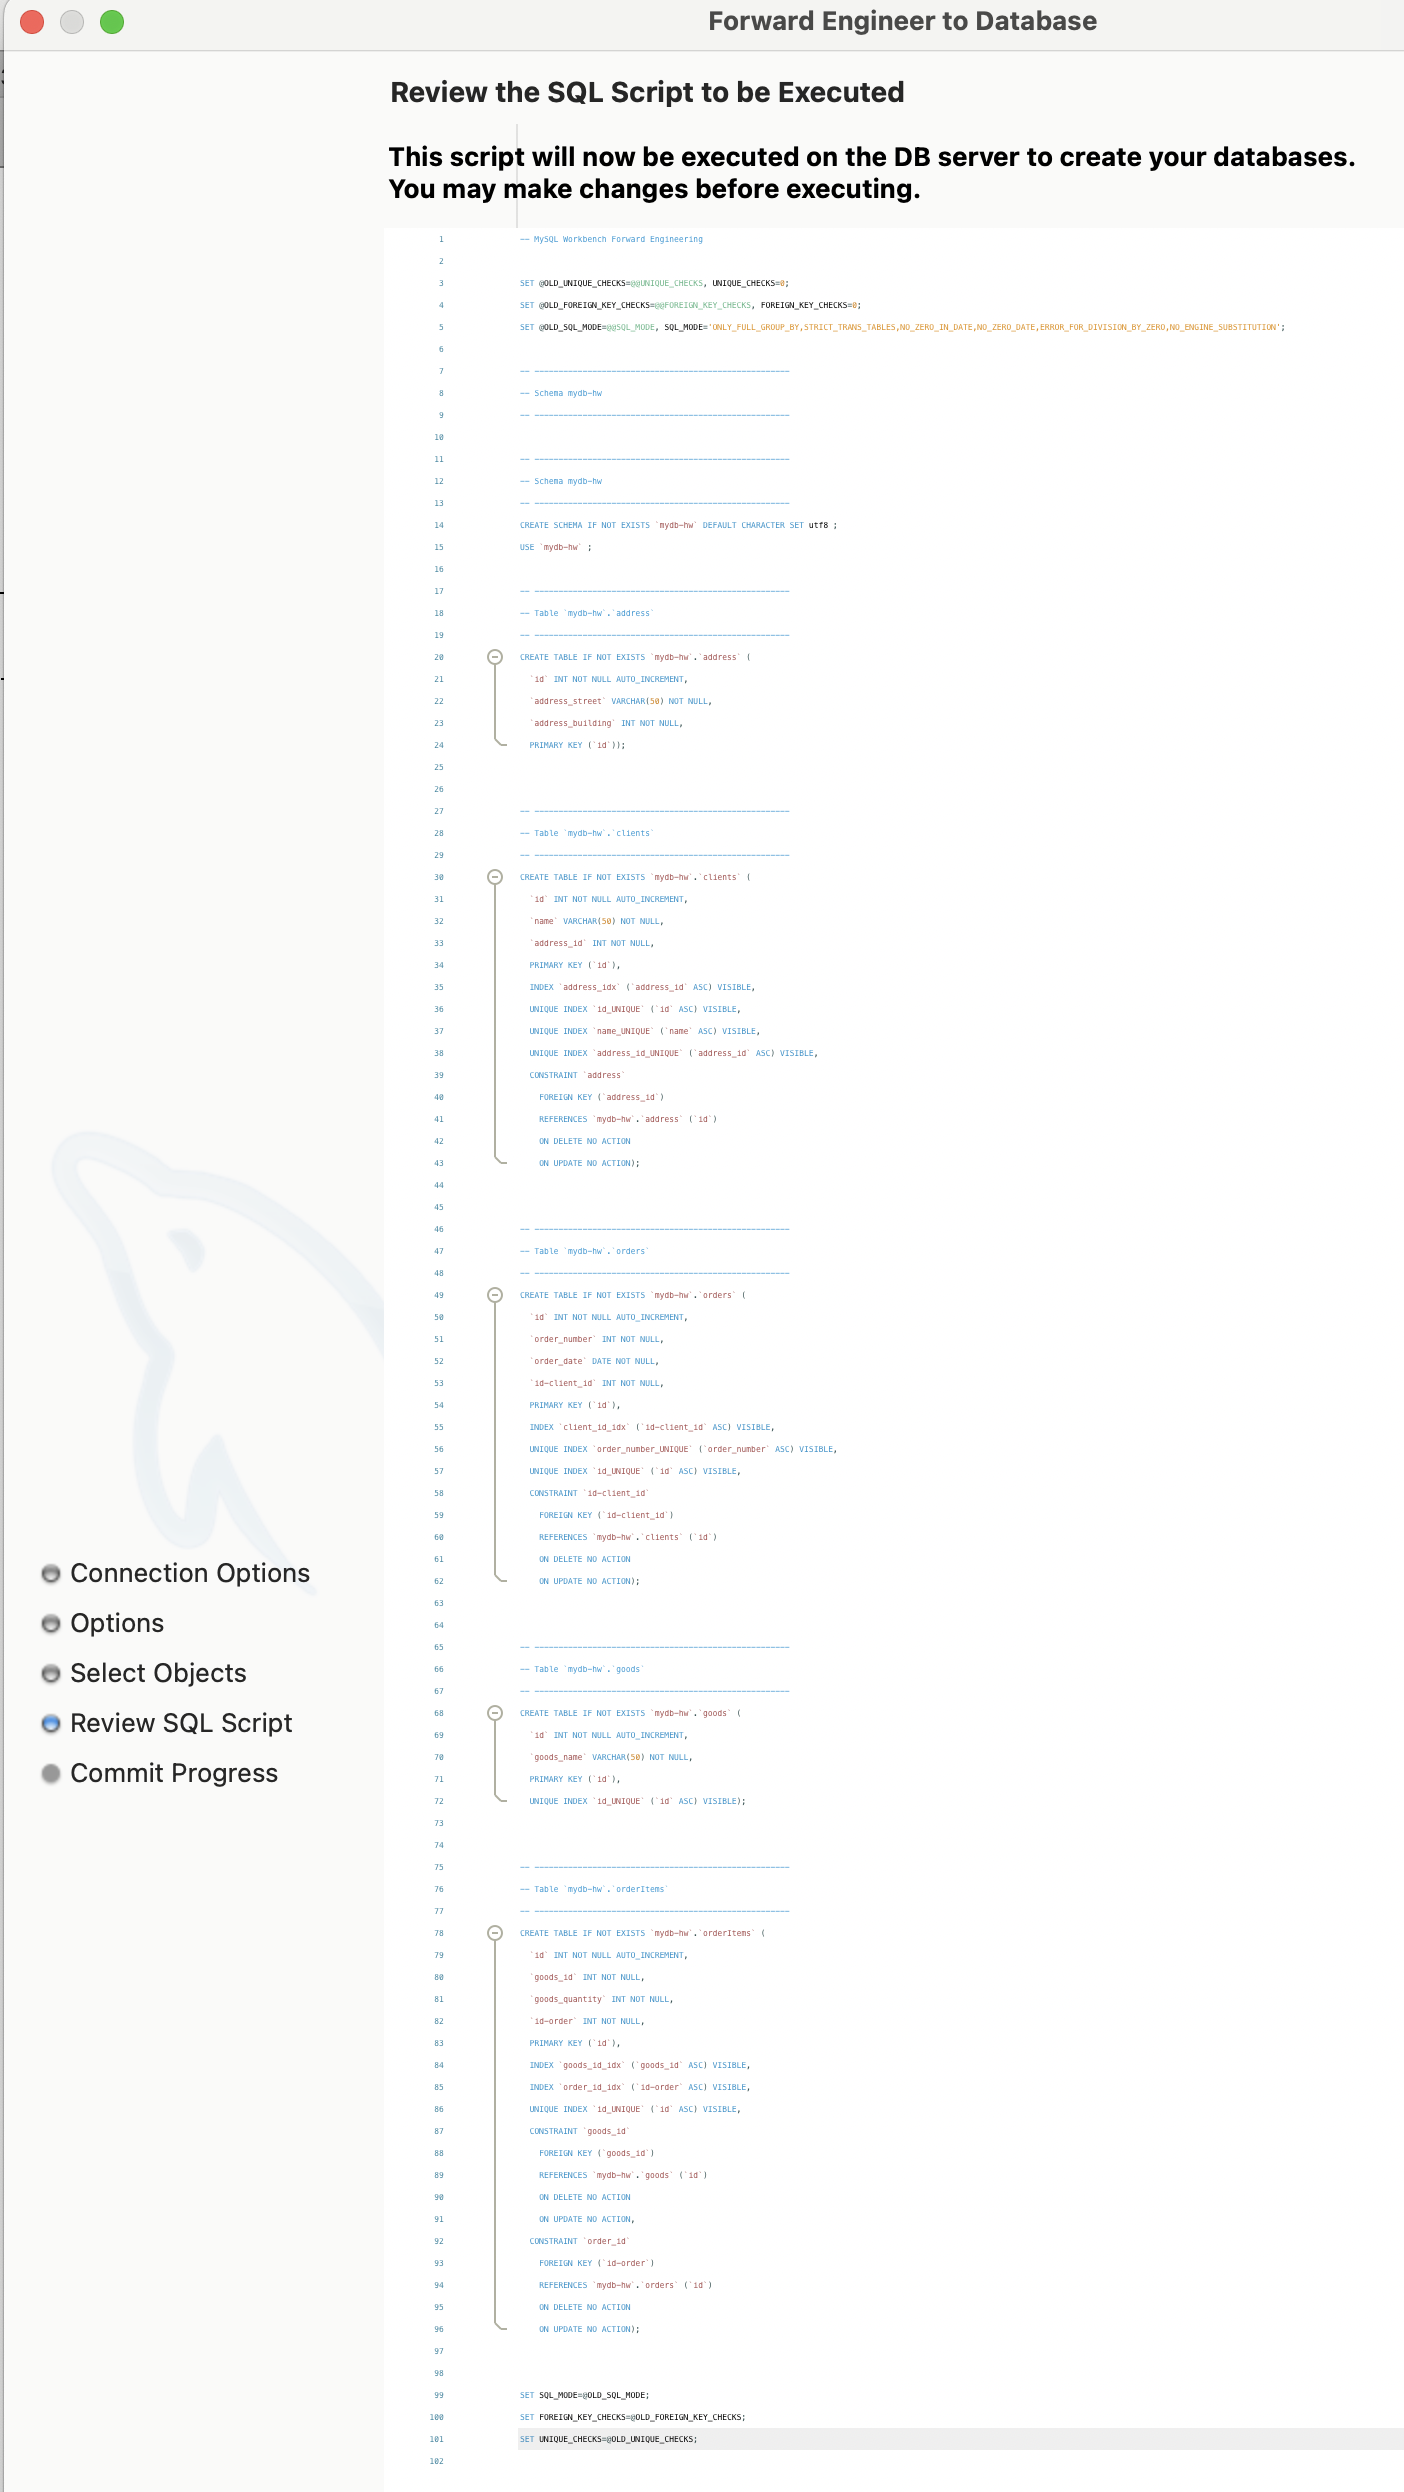 Forward Engineer to Database
Review the SQL Script to be Executed
This script will now be executed on the DB server to create your databases.
You may make changes before executing.
1 -- MySQL Workbench Forward Engineering
2
3 SET @OLD_UNIQUE_CHECKS=@@UNIQUE_CHECKS, UNIQUE_CHECKS=0;
4 SET @OLD_FOREIGN_KEY_CHECKS=@@FOREIGN_KEY_CHECKS, FOREIGN_KEY_CHECKS=0;
5 SET @OLD_SQL_MODE=@@SQL_MODE, SQL_MODE='ONLY_FULL_GROUP_BY,STRICT_TRANS_TABLES,NO_ZERO_IN_DATE,NO_ZERO_DATE,ERROR_FOR_DIVISION_BY_ZERO,NO_ENGINE_SUBSTITUTION';
6
7 -- -----------------------------------------------------
8 -- Schema mydb-hw
9 -- -----------------------------------------------------
10
11 -- -----------------------------------------------------
12 -- Schema mydb-hw
13 -- -----------------------------------------------------
14 CREATE SCHEMA IF NOT EXISTS `mydb-hw` DEFAULT CHARACTER SET utf8 ;
15 USE `mydb-hw` ;
16
17 -- -----------------------------------------------------
18 -- Table `mydb-hw`.`address`
19 -- -----------------------------------------------------
20 CREATE TABLE IF NOT EXISTS `mydb-hw`.`address` (
21 `id` INT NOT NULL AUTO_INCREMENT,
22 `address_street` VARCHAR(50) NOT NULL,
23 `address_building` INT NOT NULL,
24 PRIMARY KEY (`id`));
25
26
27 -- -----------------------------------------------------
28 -- Table `mydb-hw`.`clients`
29 -- -----------------------------------------------------
30 CREATE TABLE IF NOT EXISTS `mydb-hw`.`clients` (
31 `id` INT NOT NULL AUTO_INCREMENT,
32 `name` VARCHAR(50) NOT NULL,
33 `address_id` INT NOT NULL,
34 PRIMARY KEY (`id`),
35 INDEX `address_idx` (`address_id` ASC) VISIBLE,
36 UNIQUE INDEX `id_UNIQUE` (`id` ASC) VISIBLE,
37 UNIQUE INDEX `name_UNIQUE` (`name` ASC) VISIBLE,
38 UNIQUE INDEX `address_id_UNIQUE` (`address_id` ASC) VISIBLE,
39 CONSTRAINT `address`
40 FOREIGN KEY (`address_id`)
41 REFERENCES `mydb-hw`.`address` (`id`)
42 ON DELETE NO ACTION
43 ON UPDATE NO ACTION);
44
45
46 -- -----------------------------------------------------
47 -- Table `mydb-hw`.`orders`
48 -- -----------------------------------------------------
49 CREATE TABLE IF NOT EXISTS `mydb-hw`.`orders` (
50 `id` INT NOT NULL AUTO_INCREMENT,
51 `order_number` INT NOT NULL,
52 `order_date` DATE NOT NULL,
53 `id-client_id` INT NOT NULL,
54 PRIMARY KEY (`id`),
55 INDEX `client_id_idx` (`id-client_id` ASC) VISIBLE,
56 UNIQUE INDEX `order_number_UNIQUE` (`order_number` ASC) VISIBLE,
57 UNIQUE INDEX `id_UNIQUE` (`id` ASC) VISIBLE,
58 CONSTRAINT `id-client_id`
59 FOREIGN KEY (`id-client_id`)
60 REFERENCES `mydb-hw`.`clients` (`id`)
61 ON DELETE NO ACTION
62 ON UPDATE NO ACTION);
63
64
65 -- -----------------------------------------------------
66 -- Table `mydb-hw`.`goods`
67 -- -----------------------------------------------------
68 CREATE TABLE IF NOT EXISTS `mydb-hw`.`goods` (
69 `id` INT NOT NULL AUTO_INCREMENT,
70 `goods_name` VARCHAR(50) NOT NULL,
71 PRIMARY KEY (`id`),
72 UNIQUE INDEX `id_UNIQUE` (`id` ASC) VISIBLE);
73
74
75 -- -----------------------------------------------------
76 -- Table `mydb-hw`.`orderItems`
77 -- -----------------------------------------------------
78 CREATE TABLE IF NOT EXISTS `mydb-hw`.`orderItems` (
79 `id` INT NOT NULL AUTO_INCREMENT,
80 `goods_id` INT NOT NULL,
81 `goods_quantity` INT NOT NULL,
82 `id-order` INT NOT NULL,
83 PRIMARY KEY (`id`),
84 INDEX `goods_id_idx` (`goods_id` ASC) VISIBLE,
85 INDEX `order_id_idx` (`id-order` ASC) VISIBLE,
86 UNIQUE INDEX `id_UNIQUE` (`id` ASC) VISIBLE,
87 CONSTRAINT `goods_id`
88 FOREIGN KEY (`goods_id`)
89 REFERENCES `mydb-hw`.`goods` (`id`)
90 ON DELETE NO ACTION
91 ON UPDATE NO ACTION,
92 CONSTRAINT `order_id`
93 FOREIGN KEY (`id-order`)
94 REFERENCES `mydb-hw`.`orders` (`id`)
95 ON DELETE NO ACTION
96 ON UPDATE NO ACTION);
97
98
99 SET SQL_MODE=@OLD_SQL_MODE;
100 SET FOREIGN_KEY_CHECKS=@OLD_FOREIGN_KEY_CHECKS;
101 SET UNIQUE_CHECKS=@OLD_UNIQUE_CHECKS;
102
Connection Options
Options
Select Objects
Review SQL Script
Commit Progress